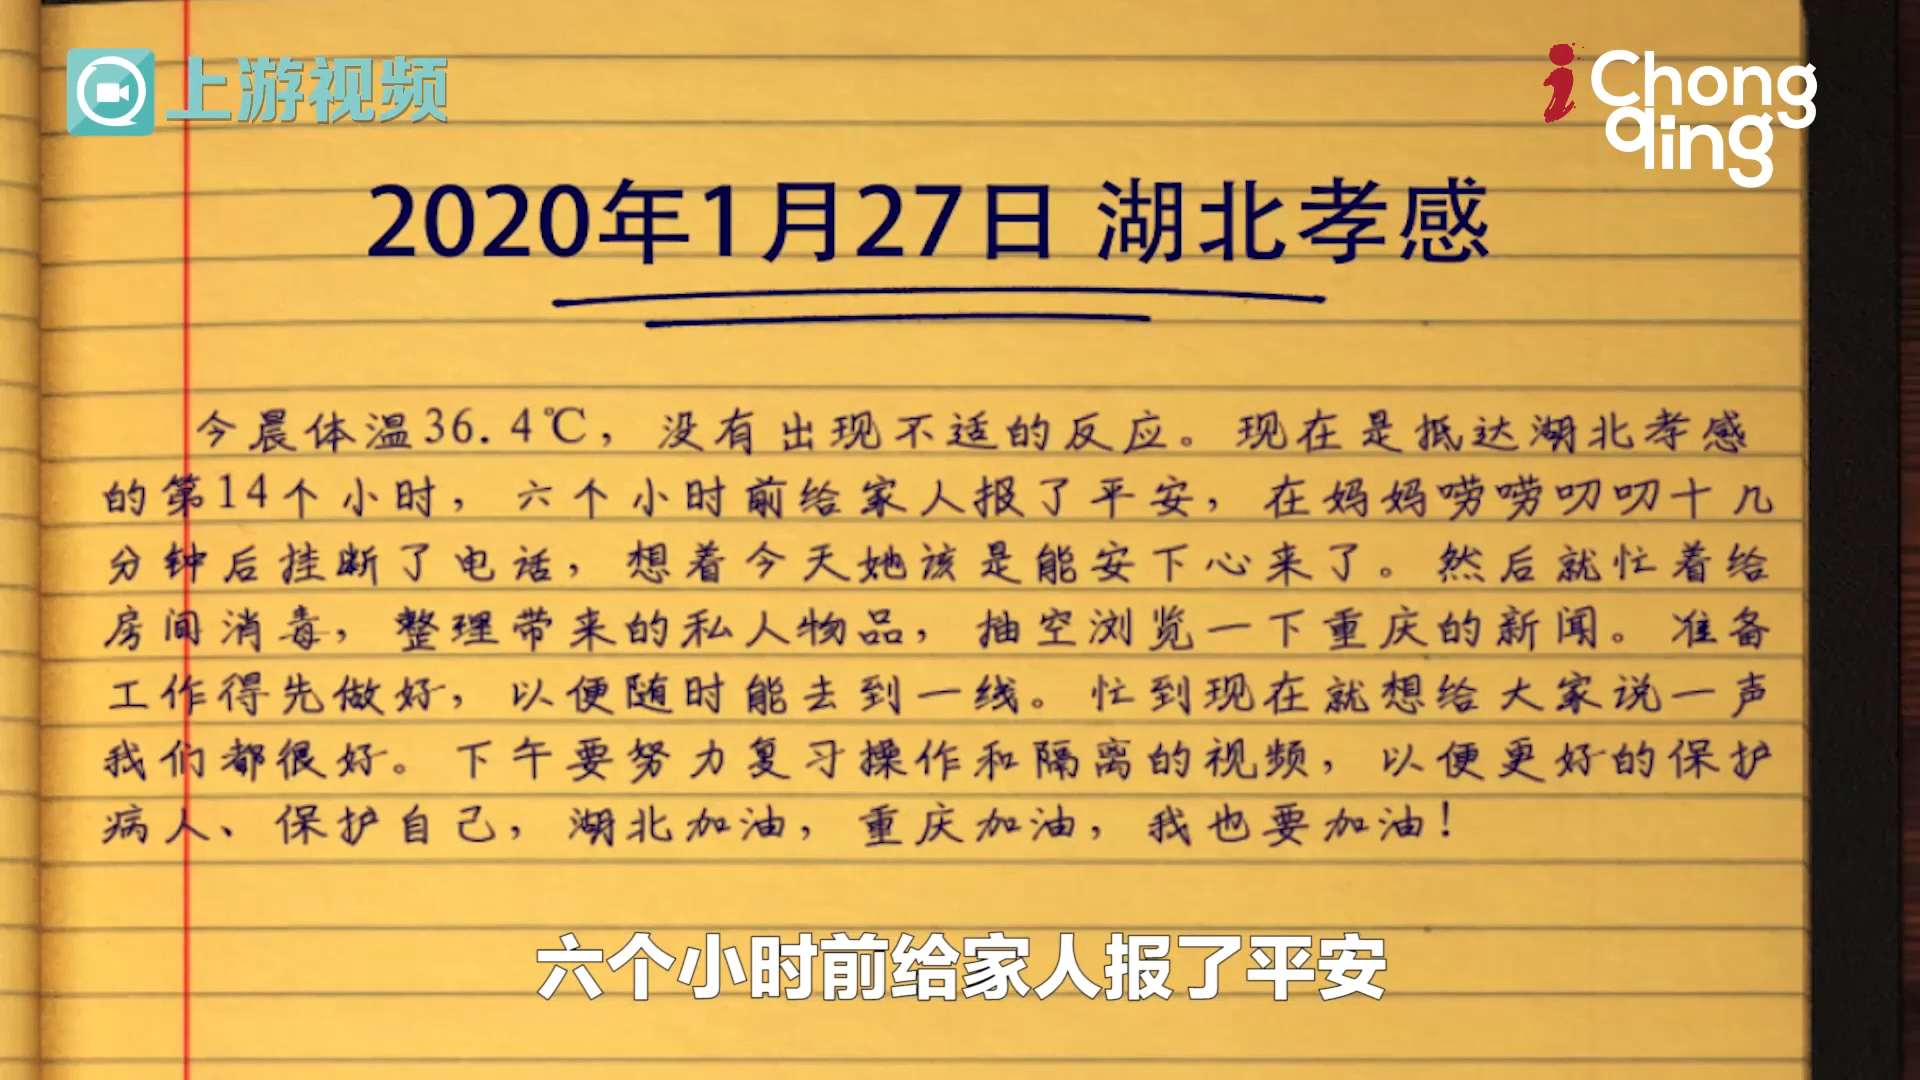 上游视频
i Chong
qing
2020年1月27日 湖北孝感
今晨体温36.4℃，没有出现不适的反应。现在是抵达湖北孝感
的第14个小时，六个小时前给家人报了平安，在妈妈唠唠叨叨十几
分钟后挂断了电话，想着今天她该是能安下心来了。然后就忙着给
房间消毒，整理带来的私人物品，抽空浏览一下重庆的新闻。准备
工作得先做好，以便随时能去到一线。忙到现在就想给大家说一声
我们都很好。下午要努力复习操作和隔离的视频，以便更好的保护
病人、保护自己，湖北加油，重庆加油，我也要加油！
六个小时前给家人报了平安